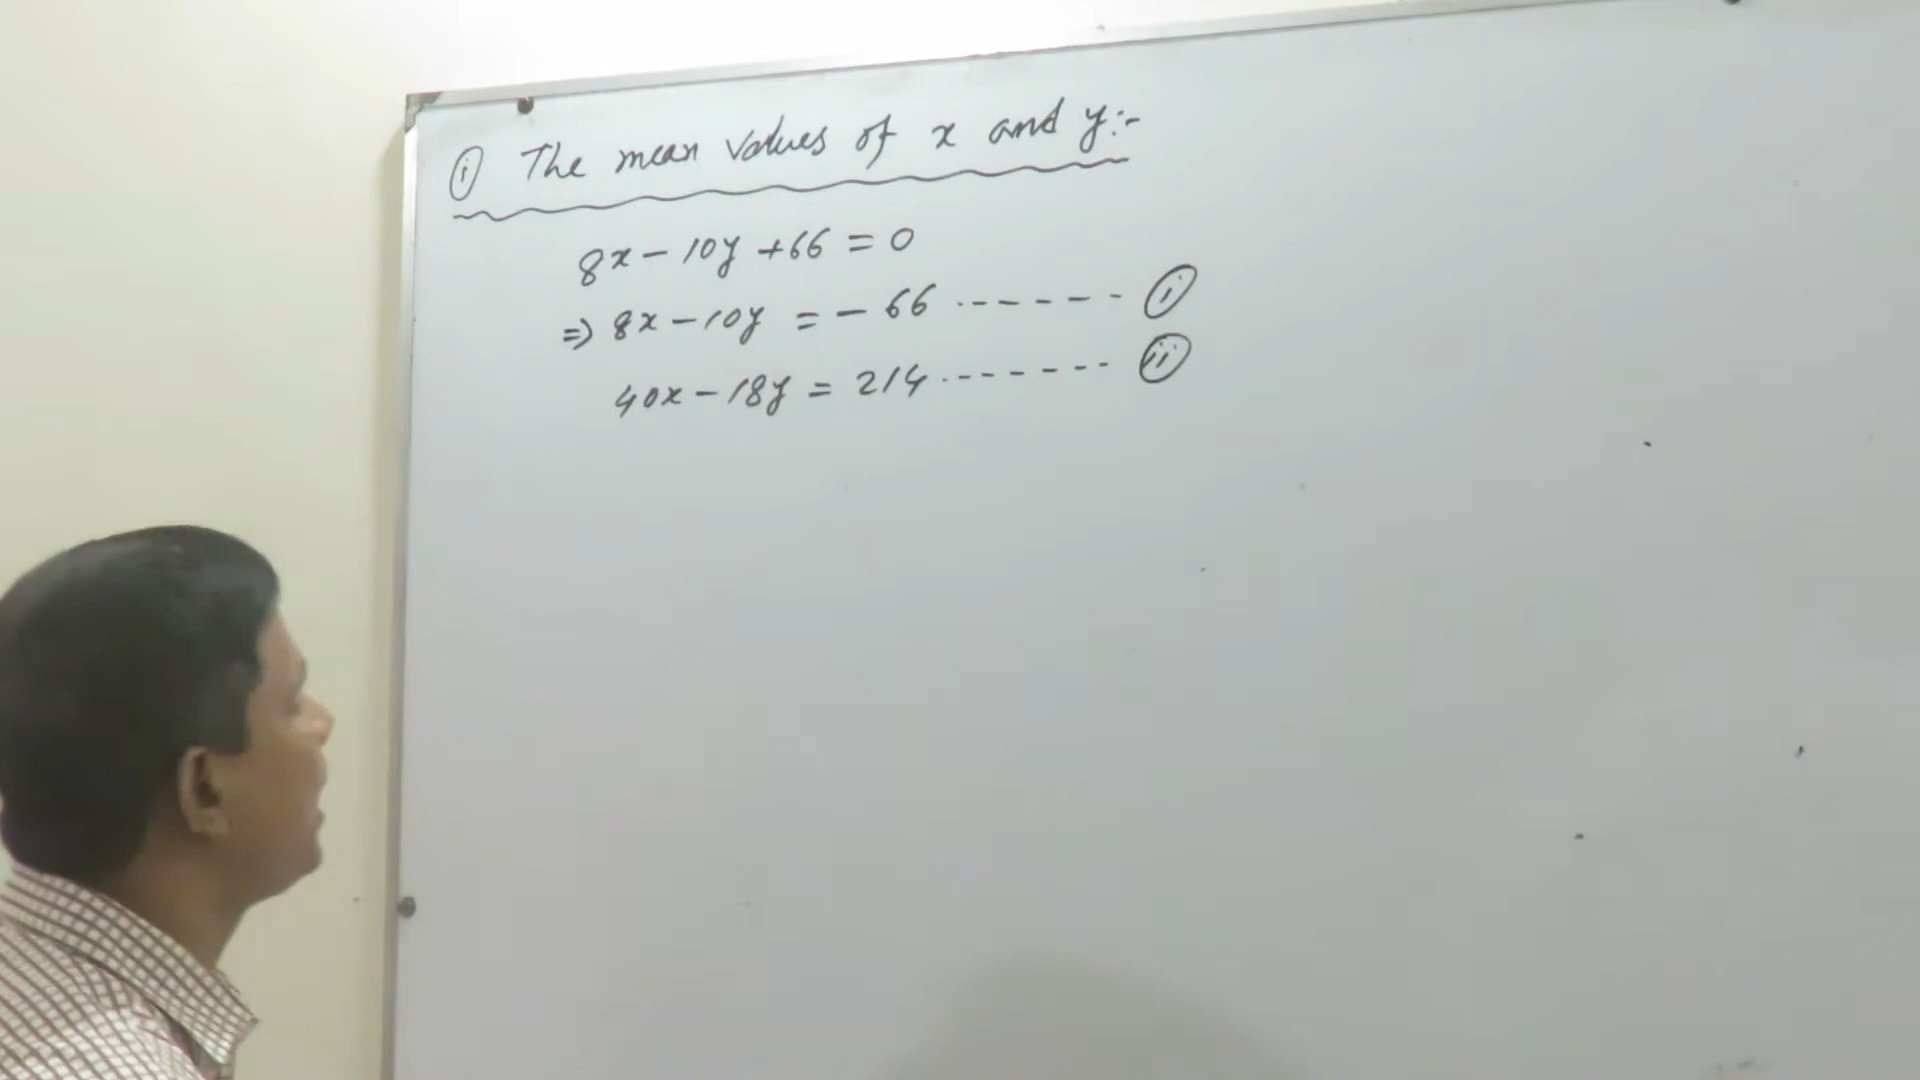 (i) The mean values of x and y:-
8x - 10y + 66 = 0
⇒ 8x - 10y = - 66 ------- (i)
40x - 18y = 214 ------- (ii)